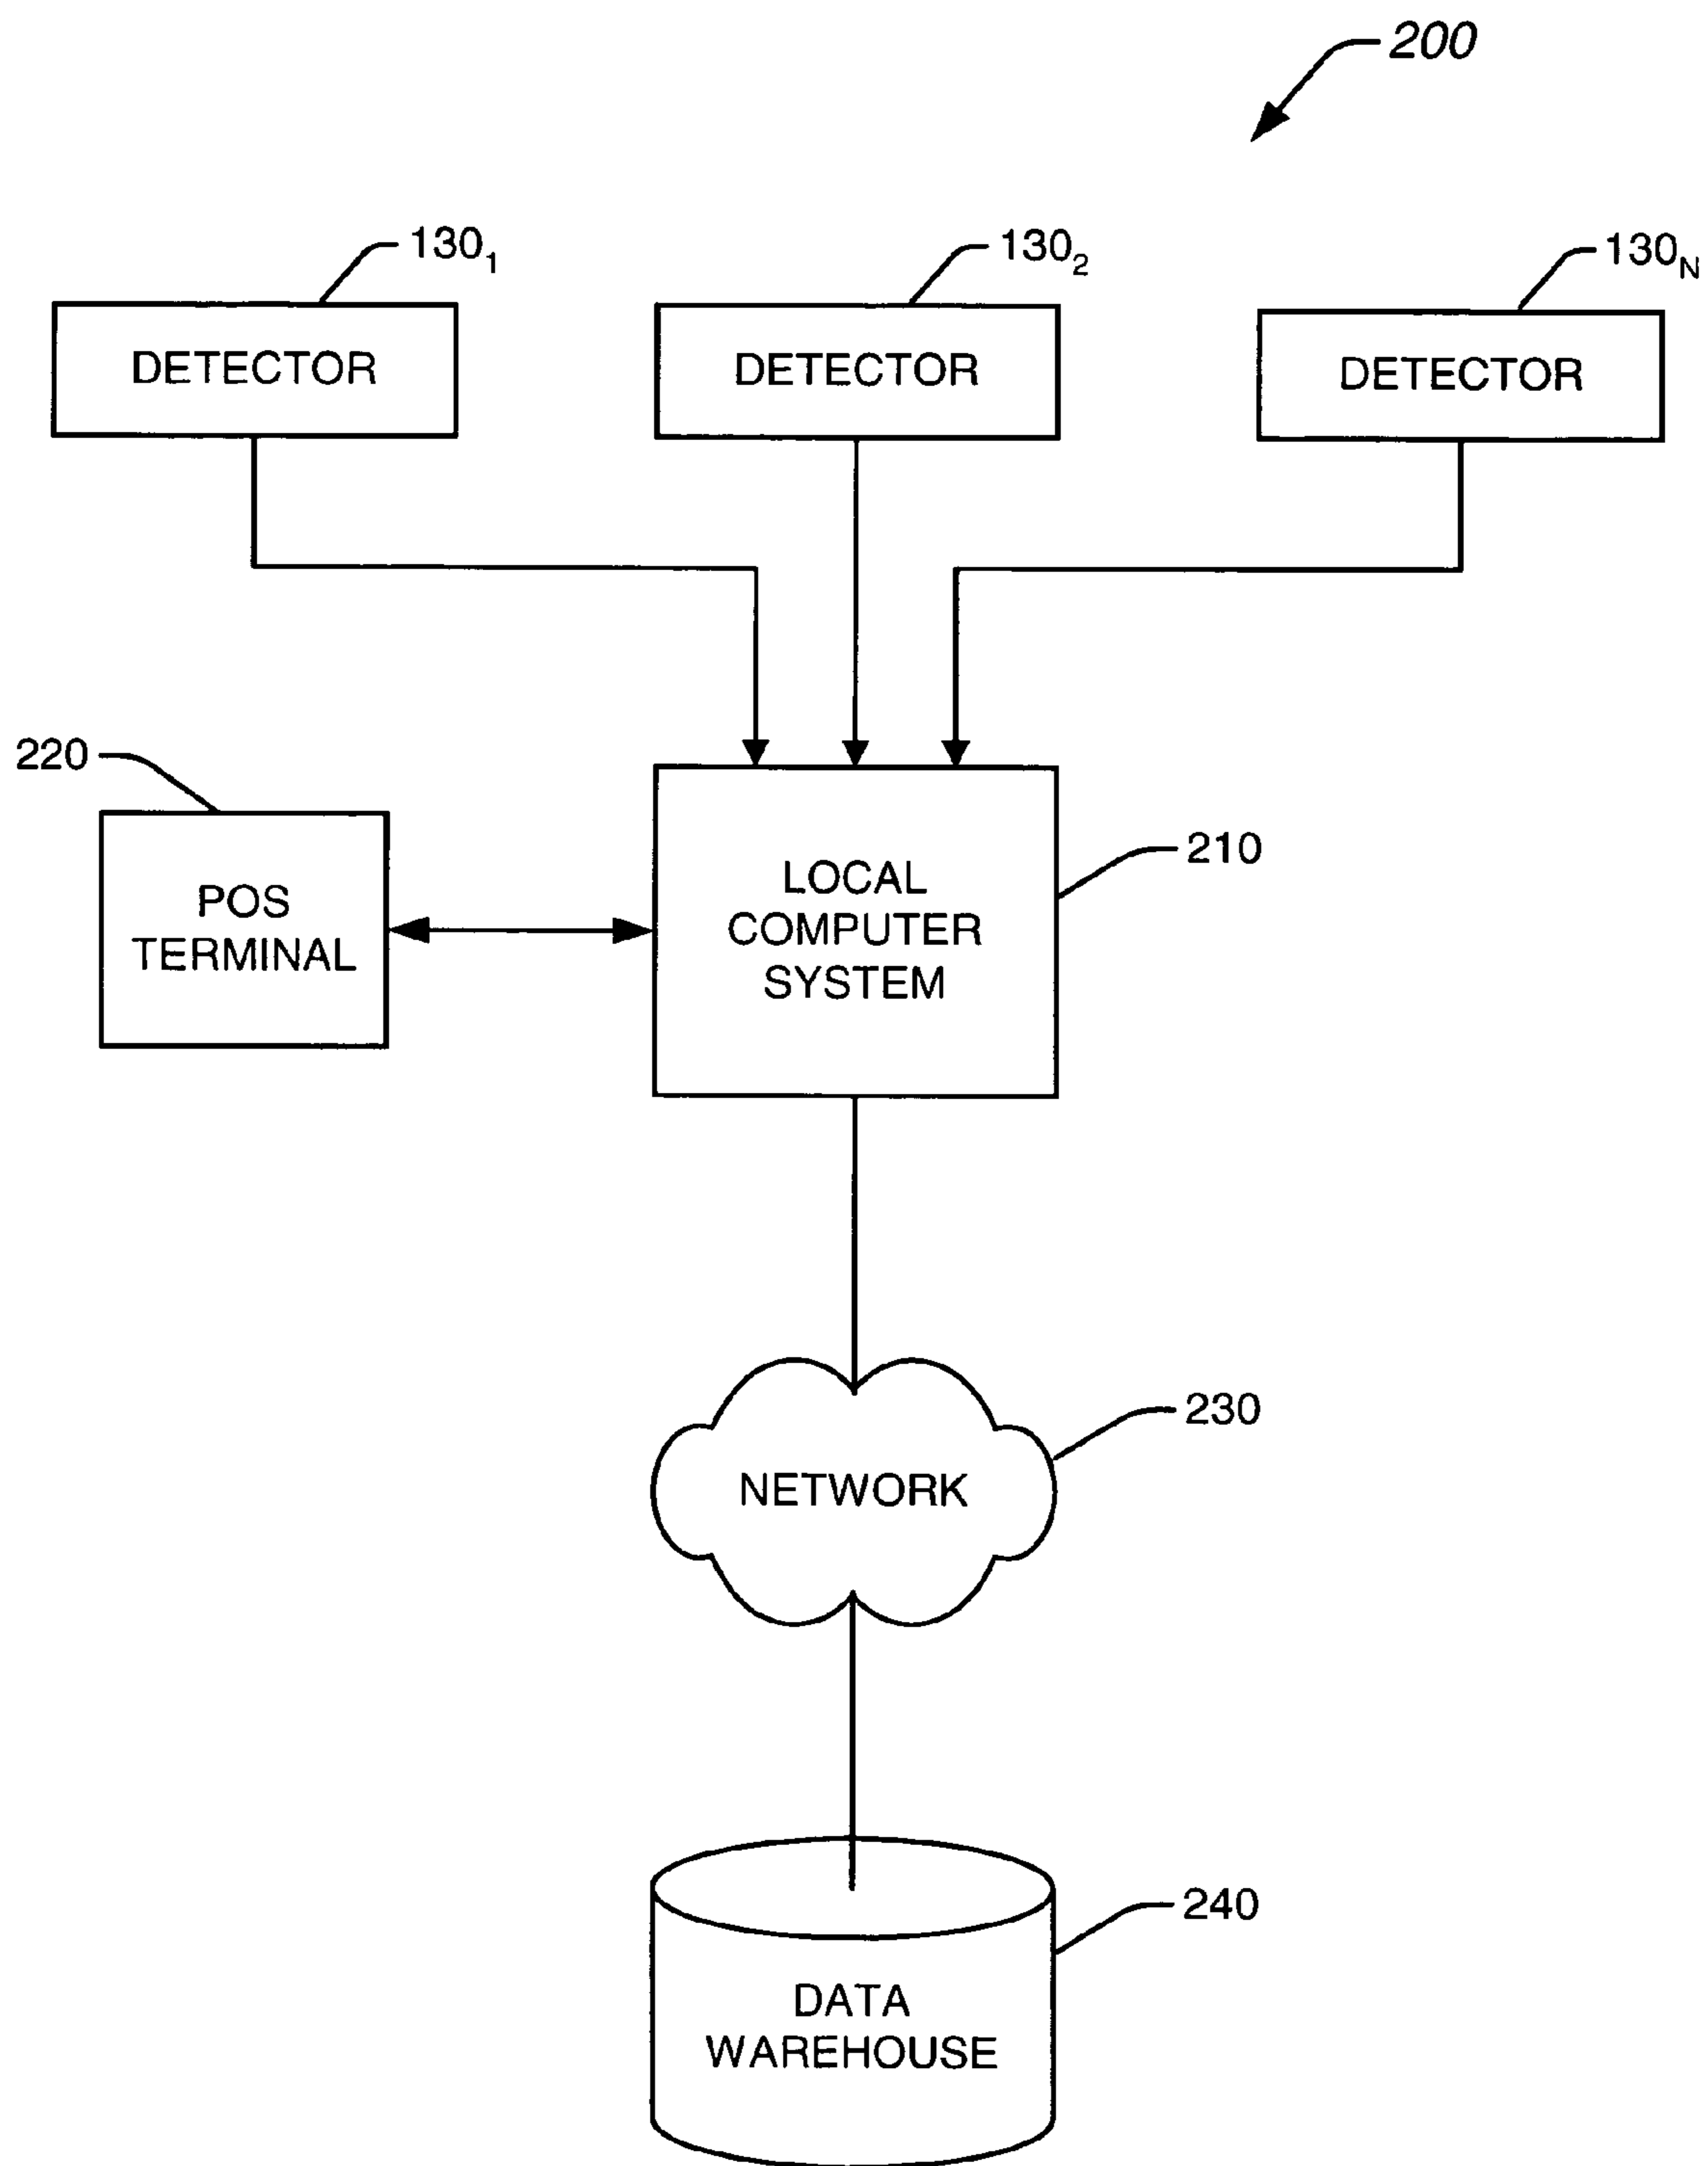 200
130₁
130₂
130N
DETECTOR
DETECTOR
DETECTOR
220
POS
TERMINAL
LOCAL
COMPUTER
SYSTEM
210
230
NETWORK
240
DATA
WAREHOUSE